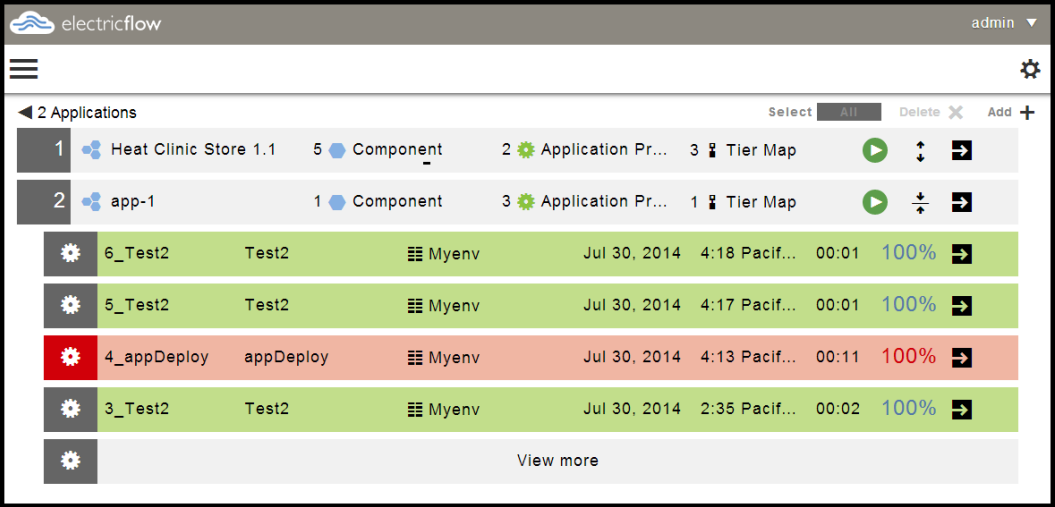 electricflow admin
2 Applications Select All Delete Add
1 Heat Clinic Store 1.1 5 Component 2 Application Pr... 3 Tier Map
2 app-1 1 Component 3 Application Pr... 1 Tier Map
6_Test2 Test2 Myenv Jul 30, 2014 4:18 Pacif... 00:01 100%
5_Test2 Test2 Myenv Jul 30, 2014 4:17 Pacif... 00:01 100%
4_appDeploy appDeploy Myenv Jul 30, 2014 4:13 Pacif... 00:11 100%
3_Test2 Test2 Myenv Jul 30, 2014 2:35 Pacif... 00:02 100%
View more